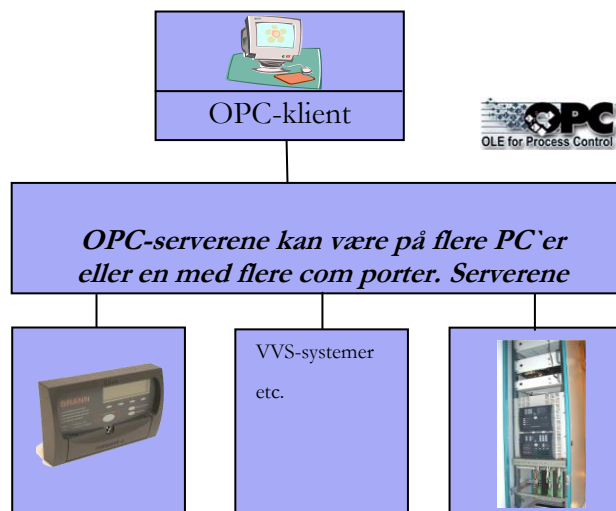 OPC-klient
OPC
OLE for Process Control
OPC-serverene kan være på flere PC`er
eller en med flere com porter. Serverene
VVS-systemer
etc.
BRANN